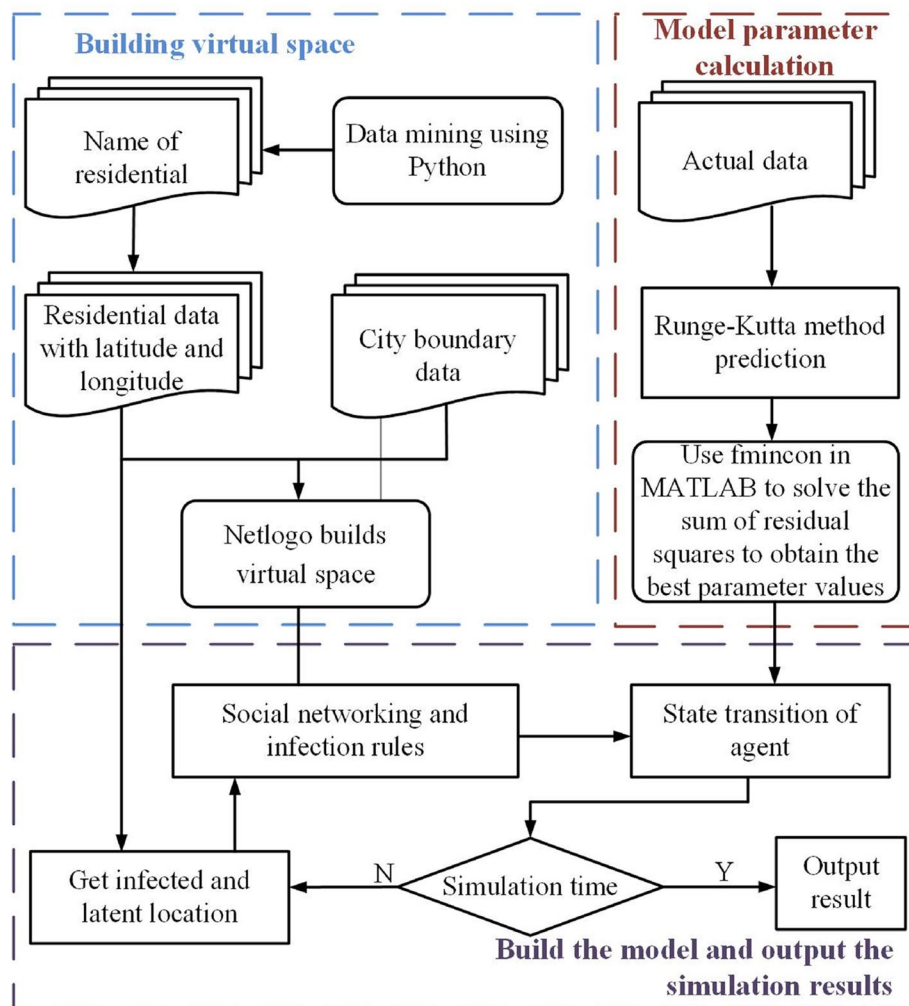 Building virtual space
Model parameter
calculation
Name of
residential
Data mining using
Python
Actual data
Residential data
with latitude and
longitude
City boundary
data
Runge-Kutta method
prediction
Netlogo builds
virtual space
Use fmincon in
MATLAB to solve the
sum of residual
squares to obtain the
best parameter values
Social networking and
infection rules
State transition of
agent
Get infected and
latent location
N
Simulation time
Y
Output
result
Build the model and output the
simulation results